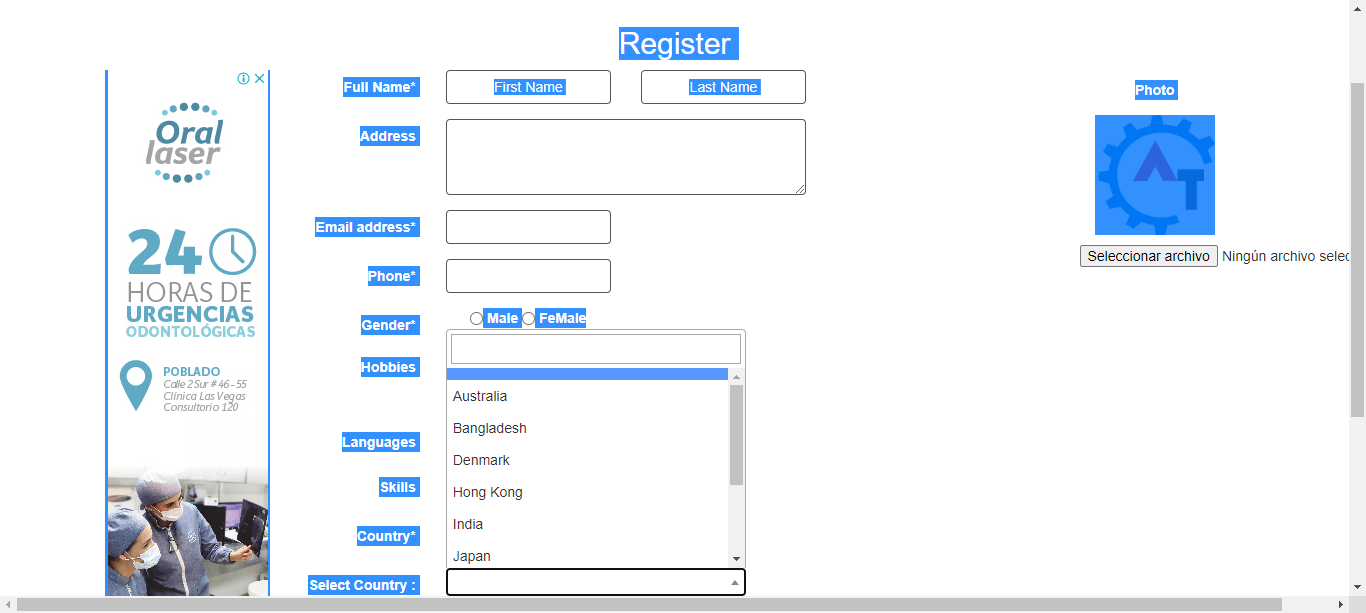 Register
Full Name*
First Name
Last Name
Photo
Address
Email address*
Phone*
Gender*
Male
FeMale
Hobbies
Languages
Skills
Country*
Select Country :
Australia
Bangladesh
Denmark
Hong Kong
India
Japan
AT
Seleccionar archivo
Ningún archivo selec
Oral
laser
24
HORAS DE
URGENCIAS
ODONTOLÓGICAS
POBLADO
Calle 2 Sur # 46 - 55
Clínica Las Vegas
Consultorio 120